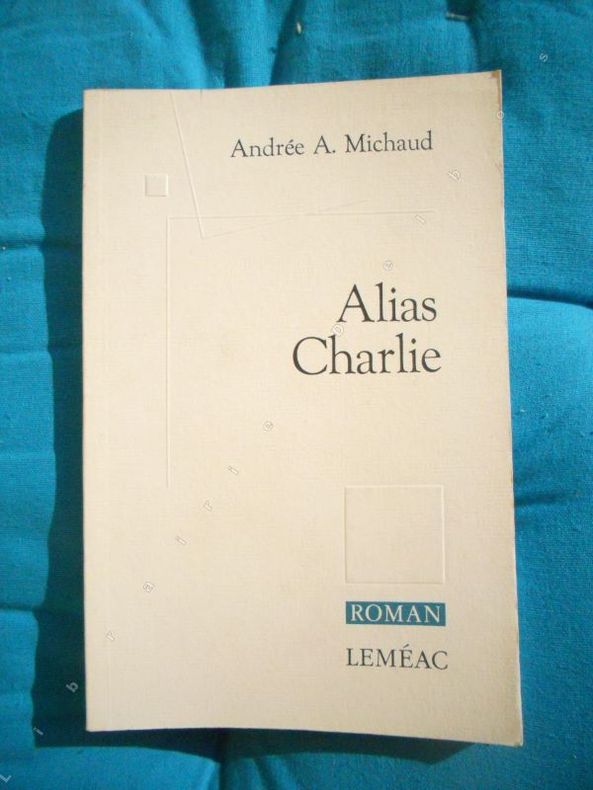 Andrée A. Michaud
Alias
Charlie
ROMAN
LEMÉAC